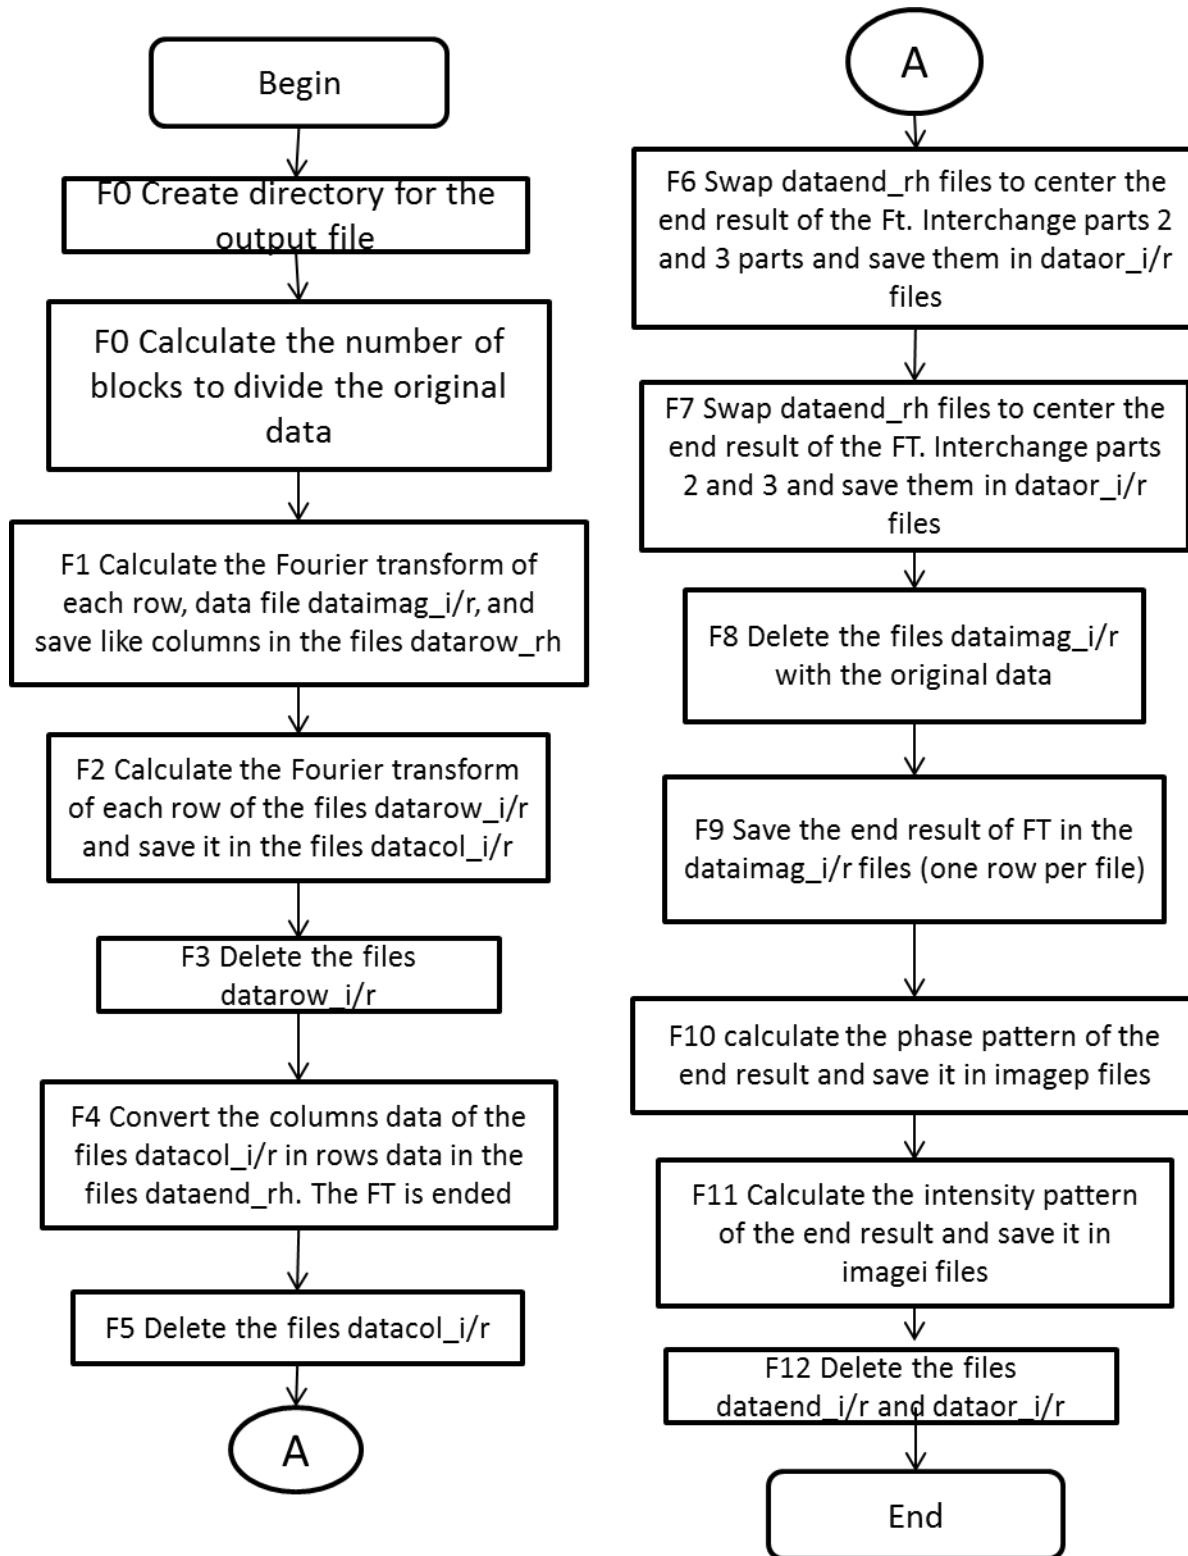 Begin
F0 Create directory for the
output file
F0 Calculate the number of
blocks to divide the original
data
F1 Calculate the Fourier transform of
each row, data file dataimag_i/r, and
save like columns in the files datarow_rh
F2 Calculate the Fourier transform
of each row of the files datarow_i/r
and save it in the files datacol_i/r
F3 Delete the files
datarow_i/r
F4 Convert the columns data of the
files datacol_i/r in rows data in the
files dataend_rh. The FT is ended
F5 Delete the files datacol_i/r
A
A
F6 Swap dataend_rh files to center the
end result of the Ft. Interchange parts 2
and 3 parts and save them in dataor_i/r
files
F7 Swap dataend_rh files to center the
end result of the FT. Interchange parts
2 and 3 and save them in dataor_i/r
files
F8 Delete the files dataimag_i/r
with the original data
F9 Save the end result of FT in the
dataimag_i/r files (one row per file)
F10 calculate the phase pattern of the
end result and save it in imagep files
F11 Calculate the intensity pattern
of the end result and save it in
imagei files
F12 Delete the files
dataend_i/r and dataor_i/r
End